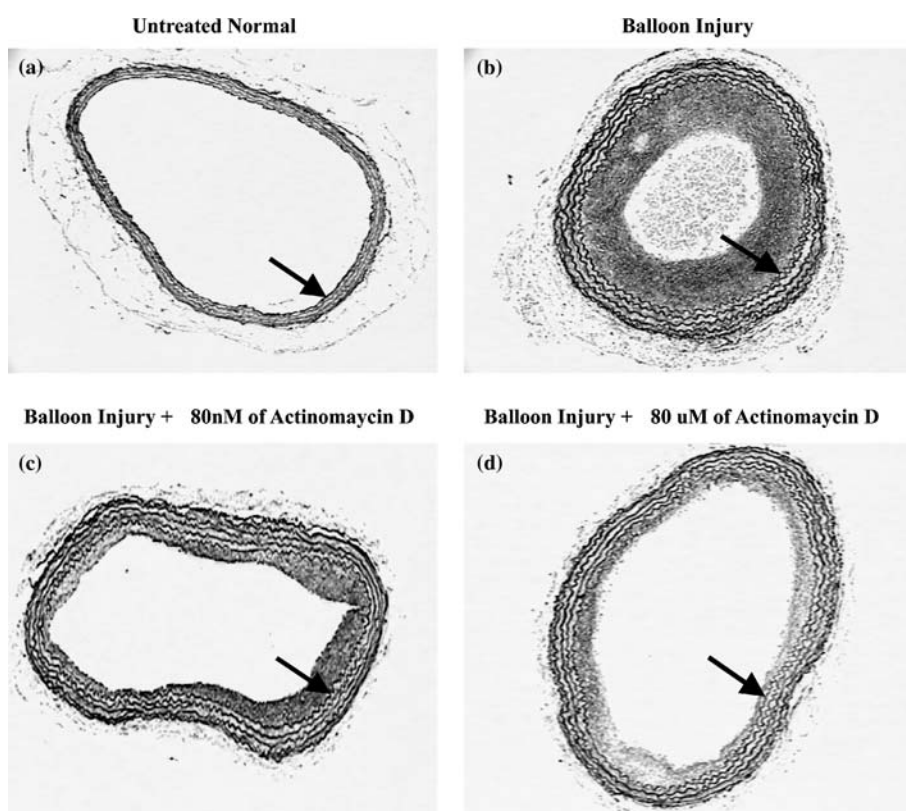 Untreated Normal
Balloon Injury
(a)
(b)
Balloon Injury + 80nM of Actinomaycin D
Balloon Injury + 80 uM of Actinomaycin D
(c)
(d)